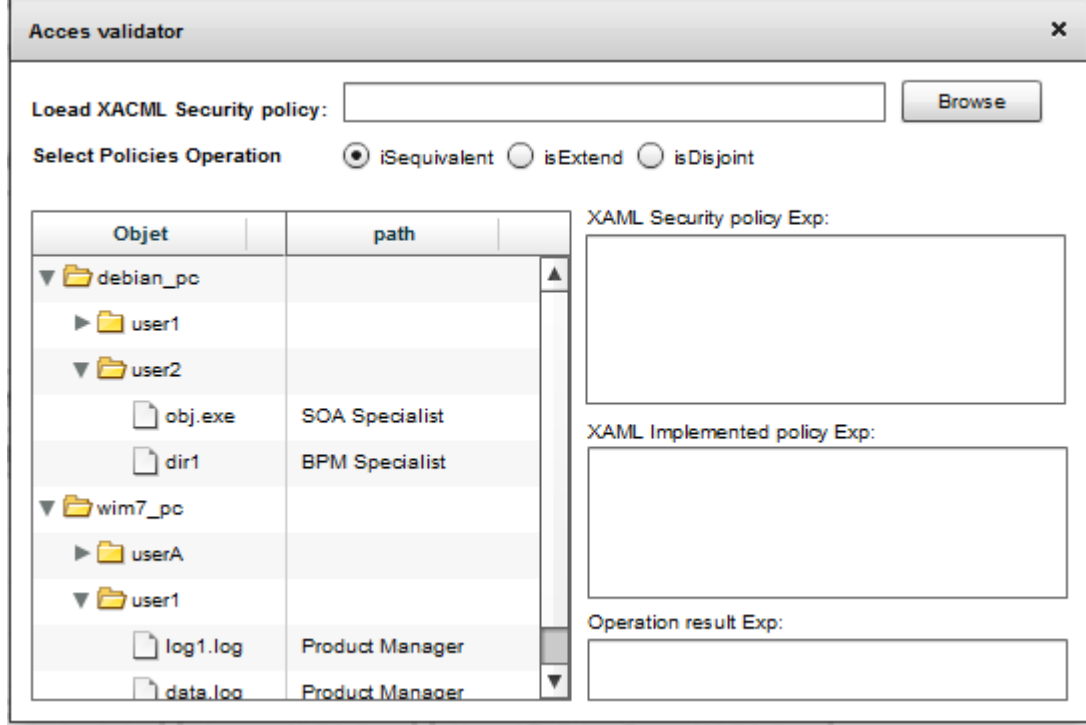 Acces validator
Loead XACML Security policy:
Browse
Select Policies Operation
iSequivalent
isExtend
isDisjoint
Objet
path
debian_pc
user1
user2
obj.exe SOA Specialist
dir1 BPM Specialist
wim7_pc
userA
user1
log1.log Product Manager
data.log Product Manager
XAML Security policy Exp:
XAML Implemented policy Exp:
Operation result Exp: